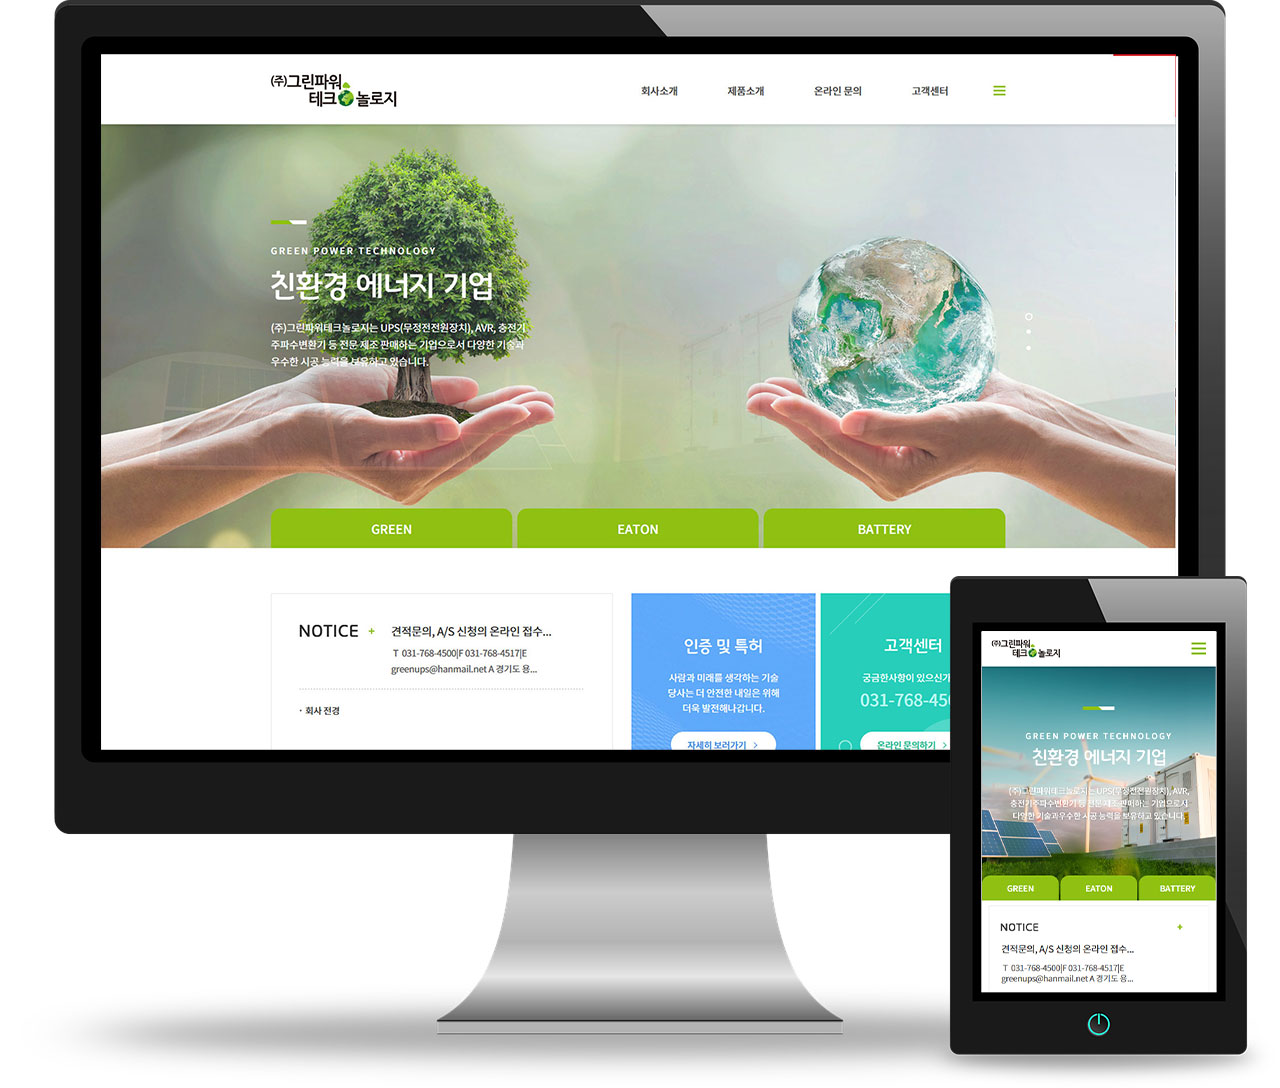 (주)그린파워
테크놀로지
회사소개
제품소개
온라인 문의
고객센터
GREEN POWER TECHNOLOGY
친환경 에너지 기업
(주)그린파워테크놀로지는 UPS(무정전전원장치), AVR, 충전기
주파수변환기 등 전문 제조 판매하는 기업으로서 다양한 기술과
우수한 시공 능력을 보유하고 있습니다.
GREEN
EATON
BATTERY
NOTICE +
견적문의, A/S 신청의 온라인 접수...
T 031-768-4500|F 031-768-4517|E
greenups@hanmail.net A 경기도 용...
· 회사 전경
인증 및 특허
사람과 미래를 생각하는 기술
당사는 더 안전한 내일은 위해
더욱 발전해나갑니다.
자세히 보러가기 >
고객센터
궁금한사항이 있으신가
031-768-450
온라인 문의하기 >
(주)그린파워
테크놀로지
GREEN POWER TECHNOLOGY
친환경 에너지 기업
(주)그린파워테크놀로지는 UPS(무정전전원장치), AVR,
충전기주파수변환기 등 전문 제조 판매하는 기업으로서
다양한 기술과우수한 시공 능력을 보유하고 있습니다.
GREEN
EATON
BATTERY
NOTICE +
견적문의, A/S 신청의 온라인 접수...
T 031-768-4500|F 031-768-4517|E
greenups@hanmail.net A 경기도 용...